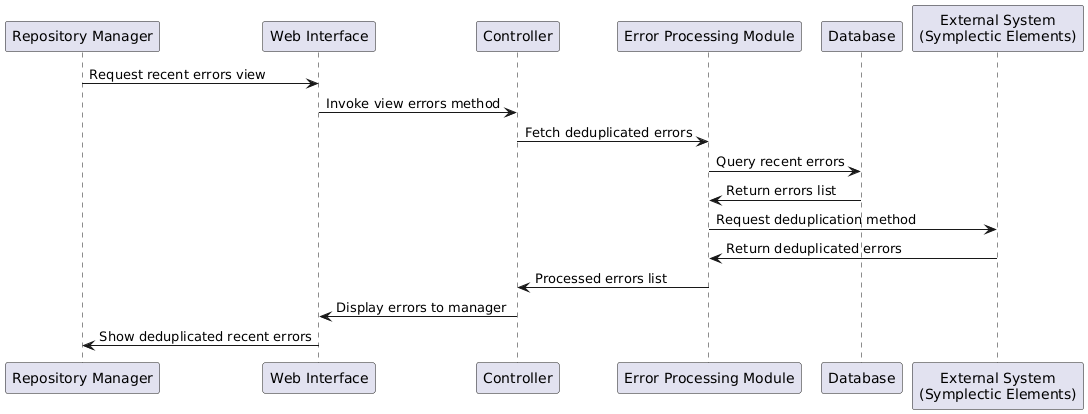 Repository Manager
Web Interface
Controller
Error Processing Module
Database
External System
(Symplectic Elements)
Request recent errors view
Invoke view errors method
Fetch deduplicated errors
Query recent errors
Return errors list
Request deduplication method
Return deduplicated errors
Processed errors list
Display errors to manager
Show deduplicated recent errors
Repository Manager
Web Interface
Controller
Error Processing Module
Database
External System
(Symplectic Elements)